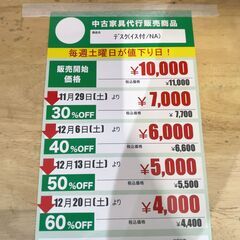 中古家具代行販売商品
商品名
デスク(イス付/NA)
毎週土曜日が値下り日！
販売開始価格
¥10,000
税込価格 ¥11,000
11月29日(土)より
30%OFF
¥7,000
税込価格 ¥7,700
12月6日(土)より
40%OFF
¥6,000
税込価格 ¥6,600
12月13日(土)より
50%OFF
¥5,000
税込価格 ¥5,500
12月20日(土)より
60%OFF
¥4,000
税込価格 ¥4,400